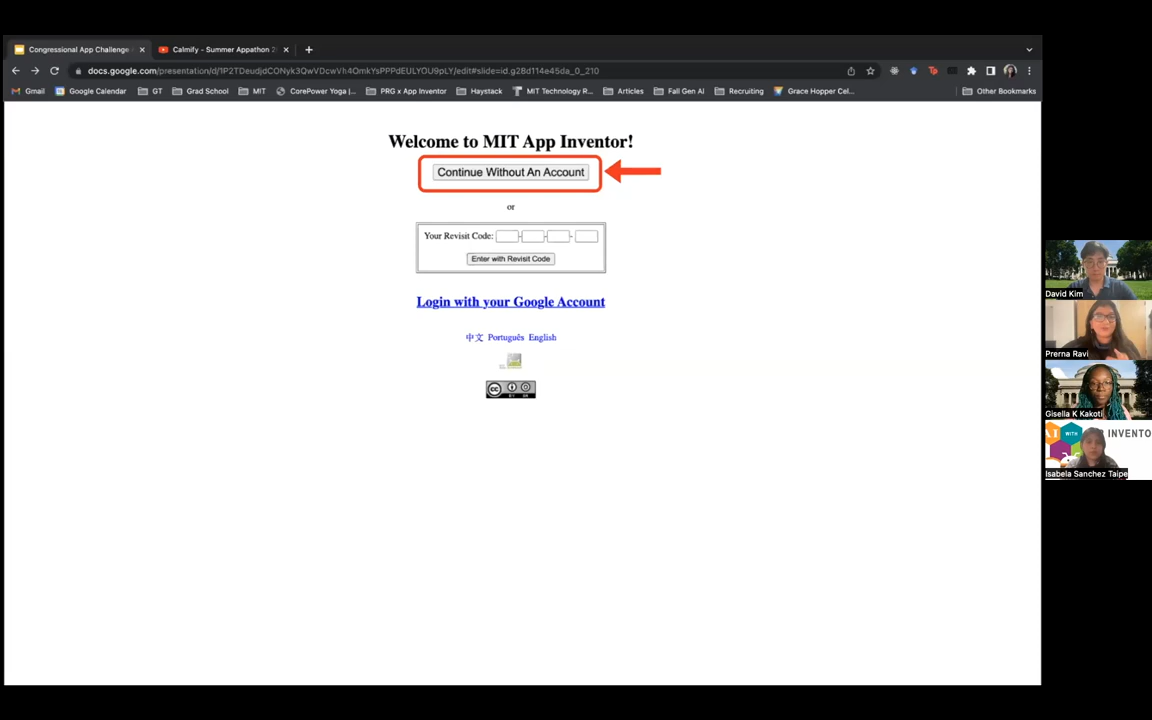 Congressional App Challenge
Calmify - Summer Appathon 2
docs.google.com/presentation/d/1P2TDeudjdCONyk3QwVDcwVh4OmkYsPPPdEULYOU9pLY/edit#slide=id.g28d114e45da_0_210
Gmail Google Calendar GT Grad School MIT CorePower Yoga |... PRG x App Inventor Haystack MIT Technology R... Articles Fall Gen AI Recruiting Grace Hopper Cel... Other Bookmarks
Welcome to MIT App Inventor!
Continue Without An Account
or
Your Revisit Code: - - -
Enter with Revisit Code
Login with your Google Account
中文 Português English
CC
David Kim
Prerna Ravi
Gisella K Kakoti
WITH INVENTO
Isabela Sanchez Taipe